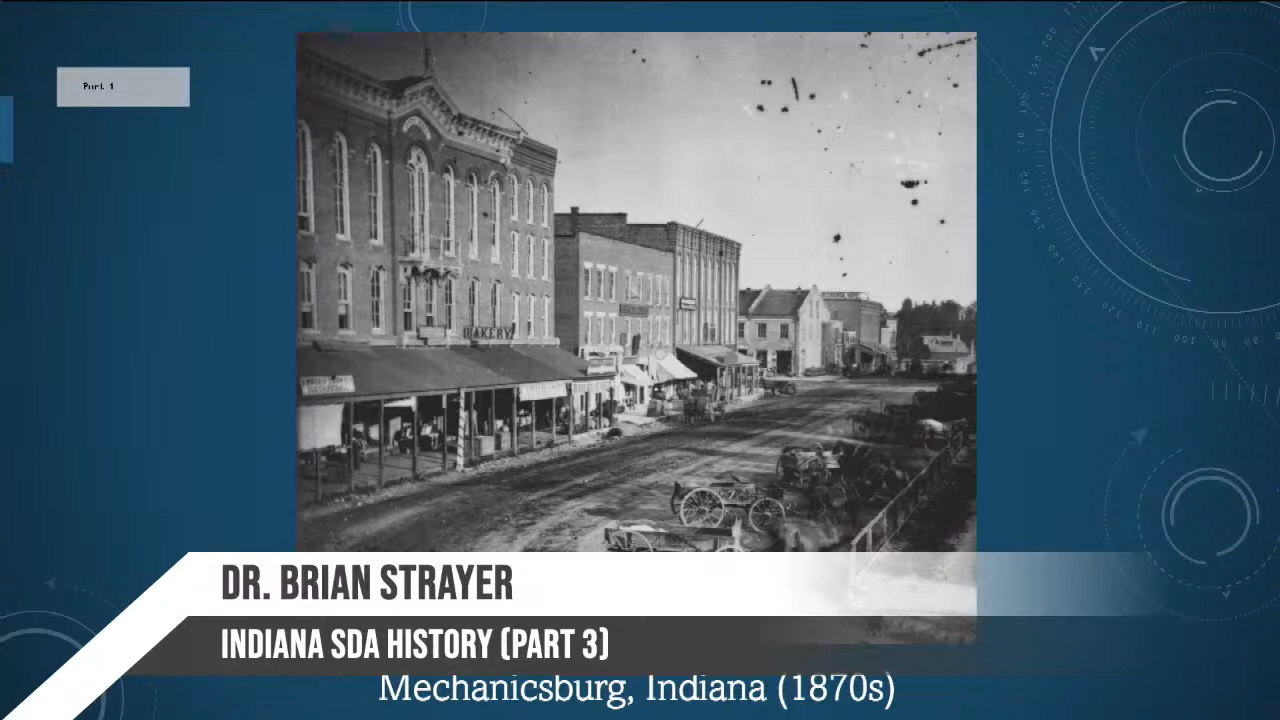 Part 1
BAKERY
DR. BRIAN STRAYER
INDIANA SDA HISTORY (PART 3)
Mechanicsburg, Indiana (1870s)